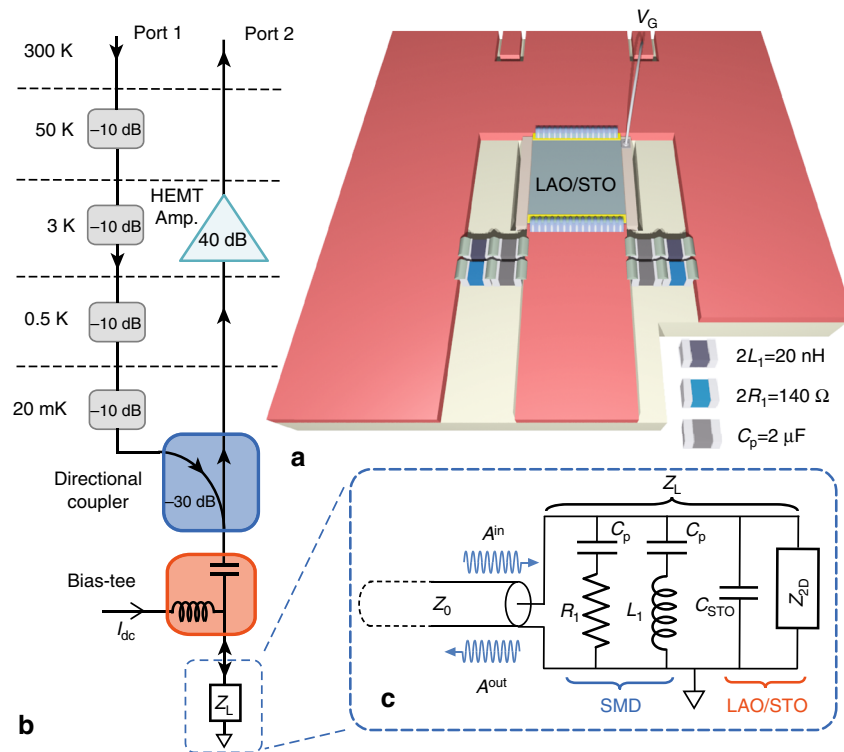 Port 1
Port 2
300 K
50 K
–10 dB
HEMT
Amp.
3 K
–10 dB
40 dB
0.5 K
–10 dB
20 mK
–10 dB
Directional
coupler
–30 dB
Bias-tee
I_dc
Z_L
b
V_G
LAO/STO
2L_1=20 nH
2R_1=140 Ω
C_p=2 µF
a
Z_L
A^in
C_p
C_p
Z_0
R_1
L_1
C_STO
Z_2D
A^out
SMD
LAO/STO
c